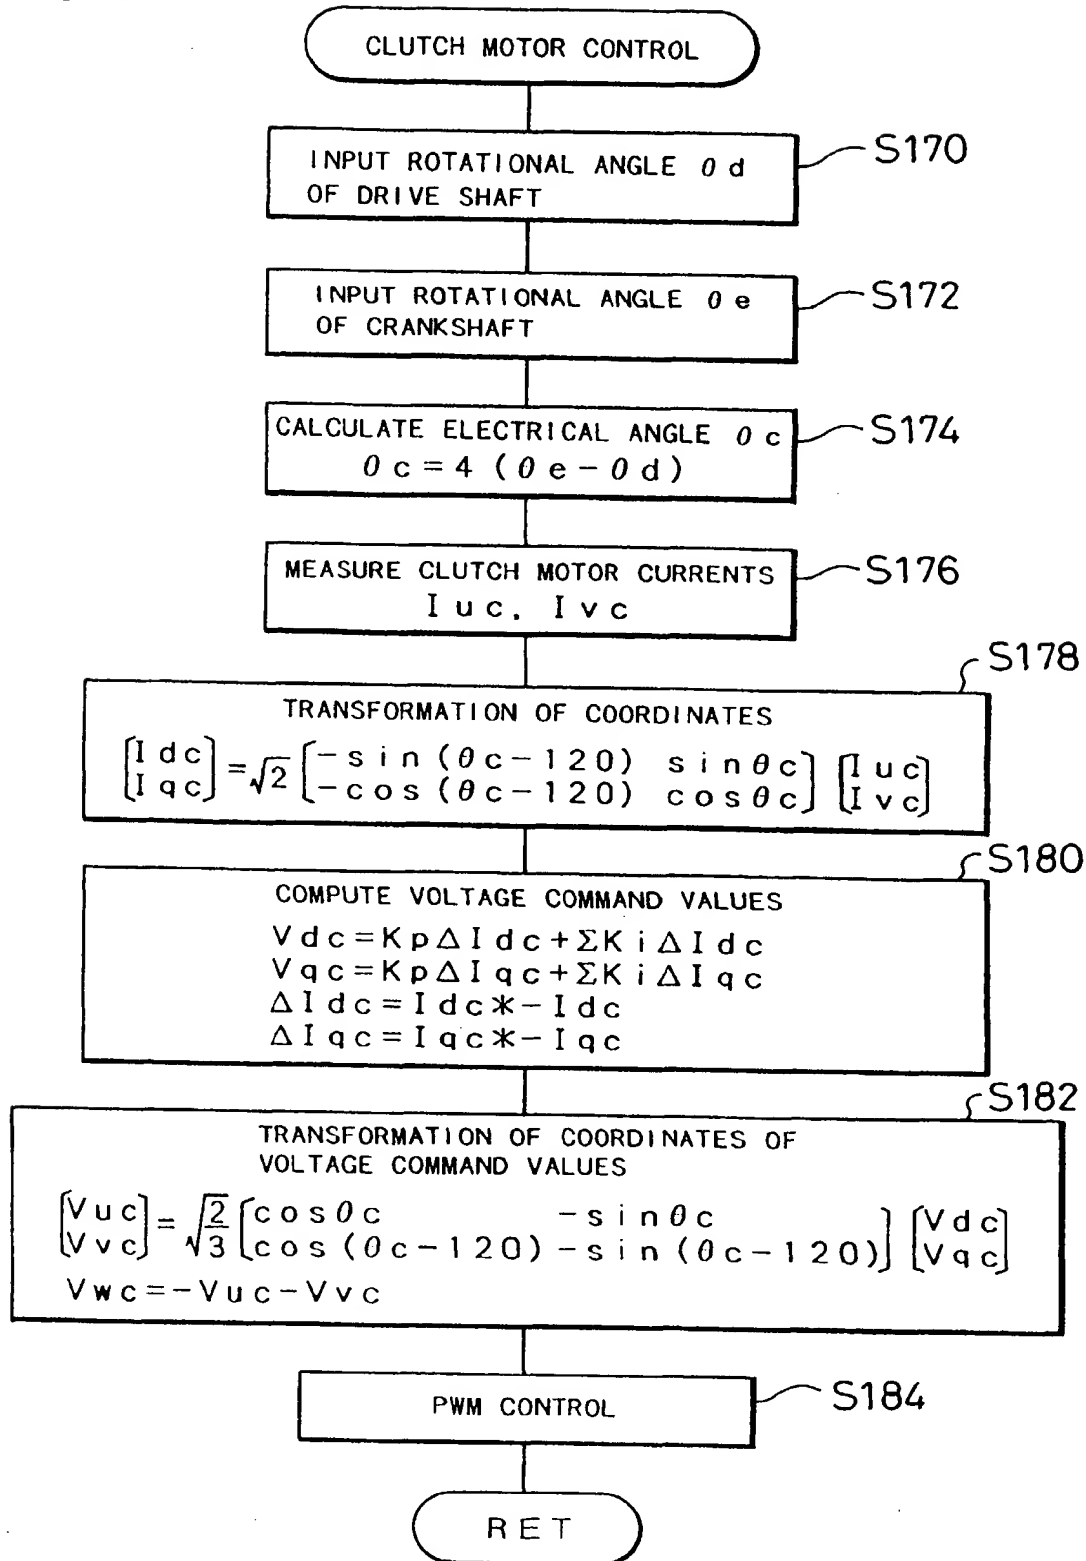 CLUTCH MOTOR CONTROL
S170
INPUT ROTATIONAL ANGLE θd
OF DRIVE SHAFT
S172
INPUT ROTATIONAL ANGLE θe
OF CRANKSHAFT
S174
CALCULATE ELECTRICAL ANGLE θc
θc=4(θe-θd)
S176
MEASURE CLUTCH MOTOR CURRENTS
Iuc, Ivc
S178
TRANSFORMATION OF COORDINATES
[Idc] =√2 [-sin(θc-120) sinθc] [Iuc]
[Iqc] [-cos(θc-120) cosθc] [Ivc]
S180
COMPUTE VOLTAGE COMMAND VALUES
Vdc=KpΔIdc+ΣKiΔIdc
Vqc=KpΔIqc+ΣKiΔIqc
ΔIdc=Idc*-Idc
ΔIqc=Iqc*-Iqc
S182
TRANSFORMATION OF COORDINATES OF
VOLTAGE COMMAND VALUES
[Vuc] =√(2/3) [cosθc -sinθc] [Vdc]
[Vvc] [cos(θc-120) -sin(θc-120)] [Vqc]
Vwc=-Vuc-Vvc
S184
PWM CONTROL
RET